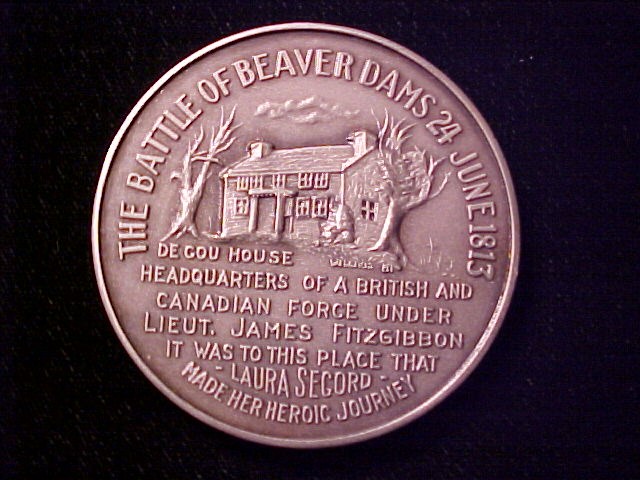 THE BATTLE OF BEAVER DAMS 24 JUNE 1813
DE COU HOUSE
HEADQUARTERS OF A BRITISH AND
CANADIAN FORCE UNDER
LIEUT. JAMES FITZGIBBON
IT WAS TO THIS PLACE THAT
- LAURA SECORD -
MADE HER HEROIC JOURNEY